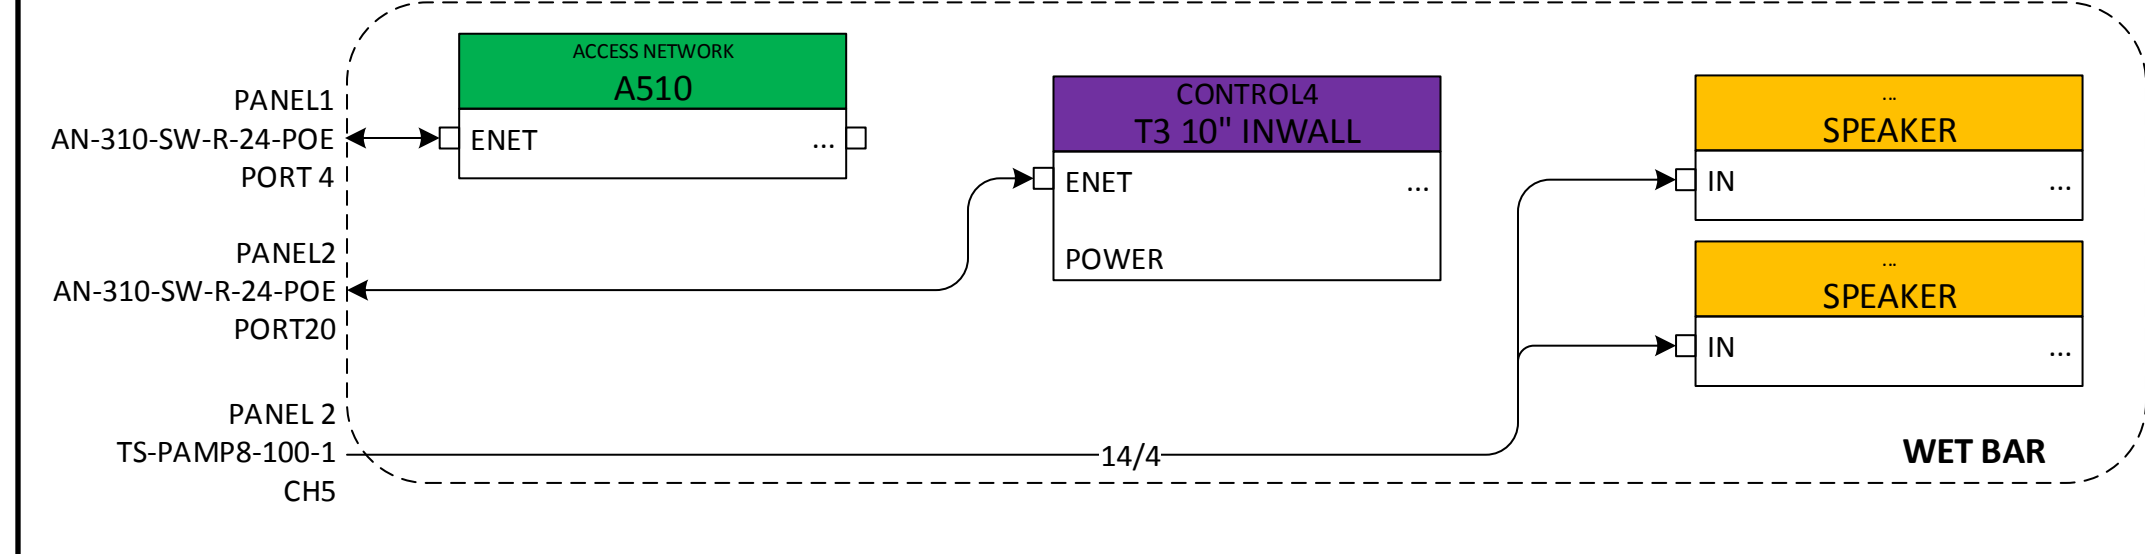 PANEL1
AN-310-SW-R-24-POE
PORT 4
ACCESS NETWORK
A510
ENET
...
CONTROL4
T3 10" INWALL
ENET
...
POWER
...
SPEAKER
IN
...
...
SPEAKER
IN
...
PANEL2
AN-310-SW-R-24-POE
PORT20
PANEL 2
TS-PAMP8-100-1
CH5
14/4
WET BAR